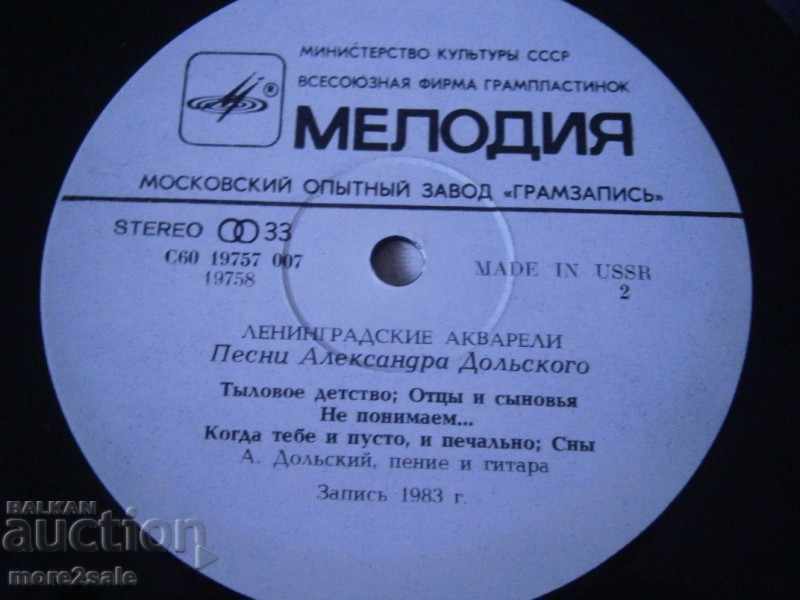 МИНИСТЕРСТВО КУЛЬТУРЫ СССР
ВСЕСОЮЗНАЯ ФИРМА ГРАМПЛАСТИНОК
®
МЕЛОДИЯ
МОСКОВСКИЙ ОПЫТНЫЙ ЗАВОД «ГРАМЗАПИСЬ»
STEREO 33
С60 19757 007
19758
MADE IN USSR
2
ЛЕНИНГРАДСКИЕ АКВАРЕЛИ
Песни Александра Дольского
Тыловое детство; Отцы и сыновья
Не понимаем...
Когда тебе и пусто, и печально; Сны
А. Дольский, пение и гитара
Запись 1983 г.
BALKAN
auction
more2sale